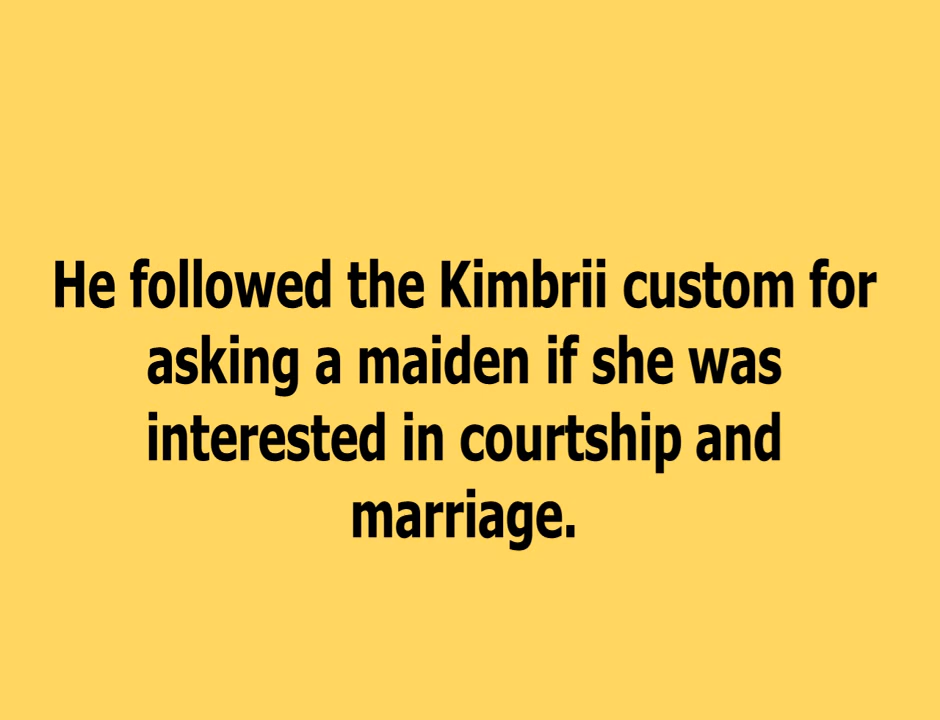 He followed the Kimbrii custom for
asking a maiden if she was
interested in courtship and
marriage.